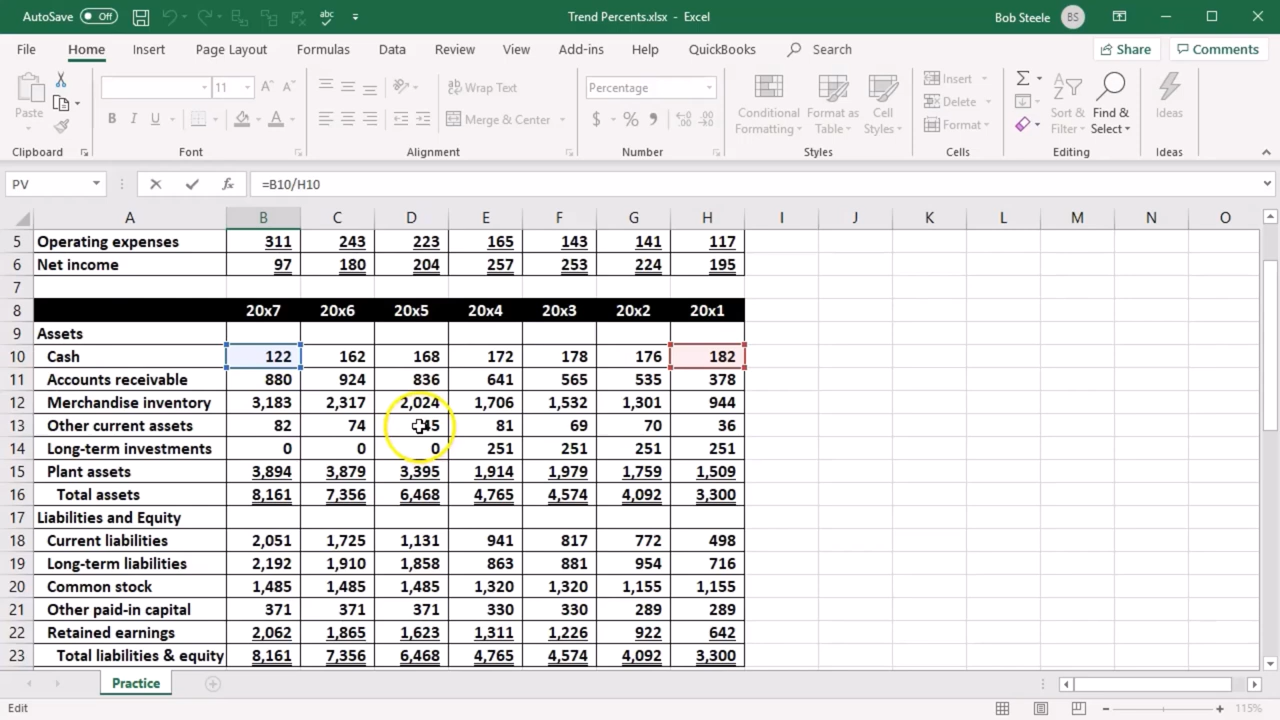 AutoSave Off abc Trend Percents.xlsx - Excel Bob Steele BS
File Home Insert Page Layout Formulas Data Review View Add-ins Help QuickBooks Search Share Comments
11 A A Wrap Text Percentage Insert Σ
Paste B I U A Merge & Center $ % , Conditional Formatting Format as Table Cell Styles Delete Format Sort & Filter Find & Select Ideas
Clipboard Font Alignment Number Styles Cells Editing Ideas
PV fx =B10/H10
A B C D E F G H I J K L M N O
5 Operating expenses 311 243 223 165 143 141 117
6 Net income 97 180 204 257 253 224 195
7
8 20x7 20x6 20x5 20x4 20x3 20x2 20x1
9 Assets
10 Cash 122 162 168 172 178 176 182
11 Accounts receivable 880 924 836 641 565 535 378
12 Merchandise inventory 3,183 2,317 2,024 1,706 1,532 1,301 944
13 Other current assets 82 74 81 69 70 36
14 Long-term investments 0 0 0 251 251 251 251
15 Plant assets 3,894 3,879 3,395 1,914 1,979 1,759 1,509
16 Total assets 8,161 7,356 6,468 4,765 4,574 4,092 3,300
17 Liabilities and Equity
18 Current liabilities 2,051 1,725 1,131 941 817 772 498
19 Long-term liabilities 2,192 1,910 1,858 863 881 954 716
20 Common stock 1,485 1,485 1,485 1,320 1,320 1,155 1,155
21 Other paid-in capital 371 371 371 330 330 289 289
22 Retained earnings 2,062 1,865 1,623 1,311 1,226 922 642
23 Total liabilities & equity 8,161 7,356 6,468 4,765 4,574 4,092 3,300
Practice
Edit 115%